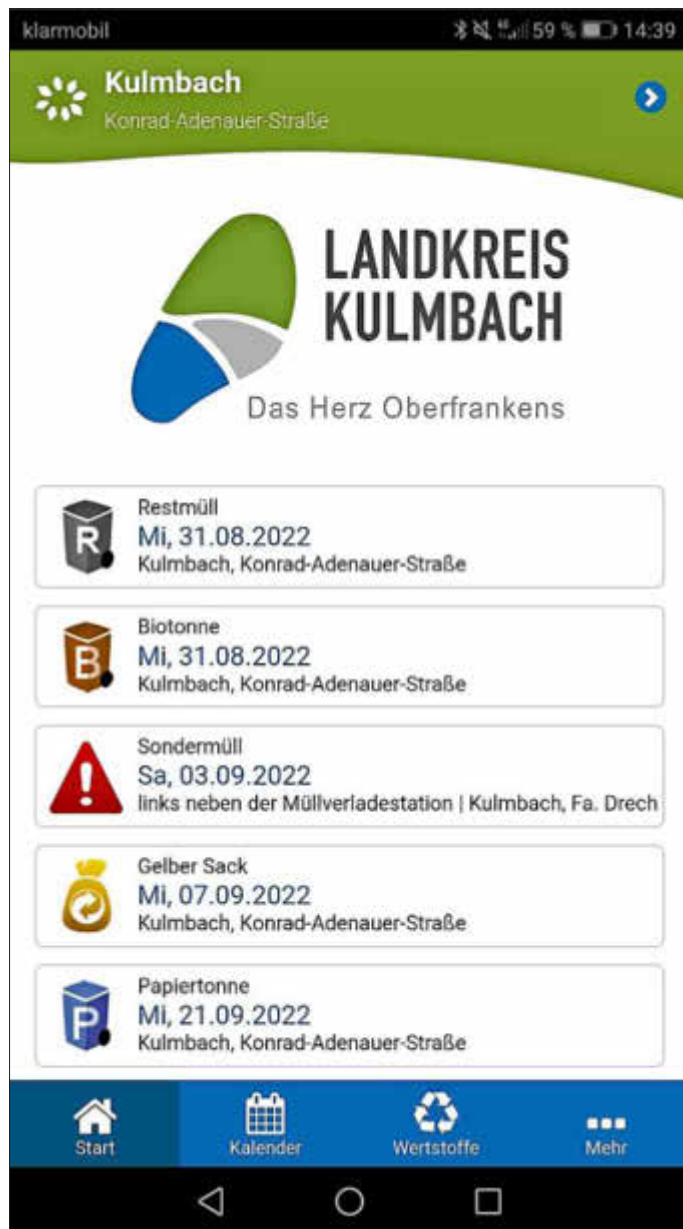 klarmobil 59 % 14:39
Kulmbach
Konrad-Adenauer-Straße
LANDKREIS
KULMBACH
Das Herz Oberfrankens
R
Restmüll
Mi, 31.08.2022
Kulmbach, Konrad-Adenauer-Straße
B
Biotonne
Mi, 31.08.2022
Kulmbach, Konrad-Adenauer-Straße
Sondermüll
Sa, 03.09.2022
links neben der Müllverladestation | Kulmbach, Fa. Drech
Gelber Sack
Mi, 07.09.2022
Kulmbach, Konrad-Adenauer-Straße
P
Papiertonne
Mi, 21.09.2022
Kulmbach, Konrad-Adenauer-Straße
Start Kalender Wertstoffe Mehr